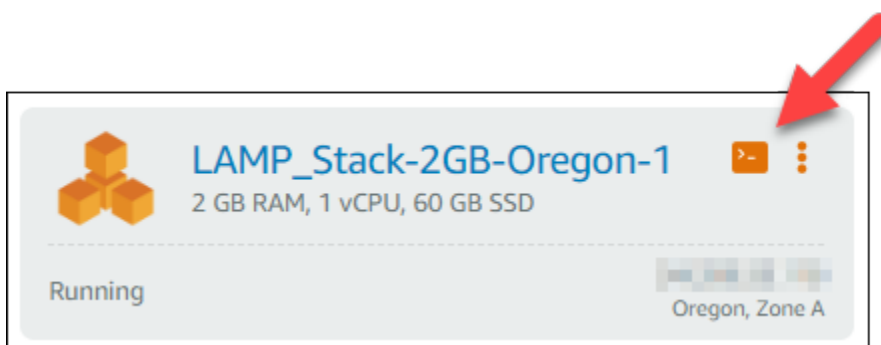 LAMP_Stack-2GB-Oregon-1
2 GB RAM, 1 vCPU, 60 GB SSD
Running
Oregon, Zone A